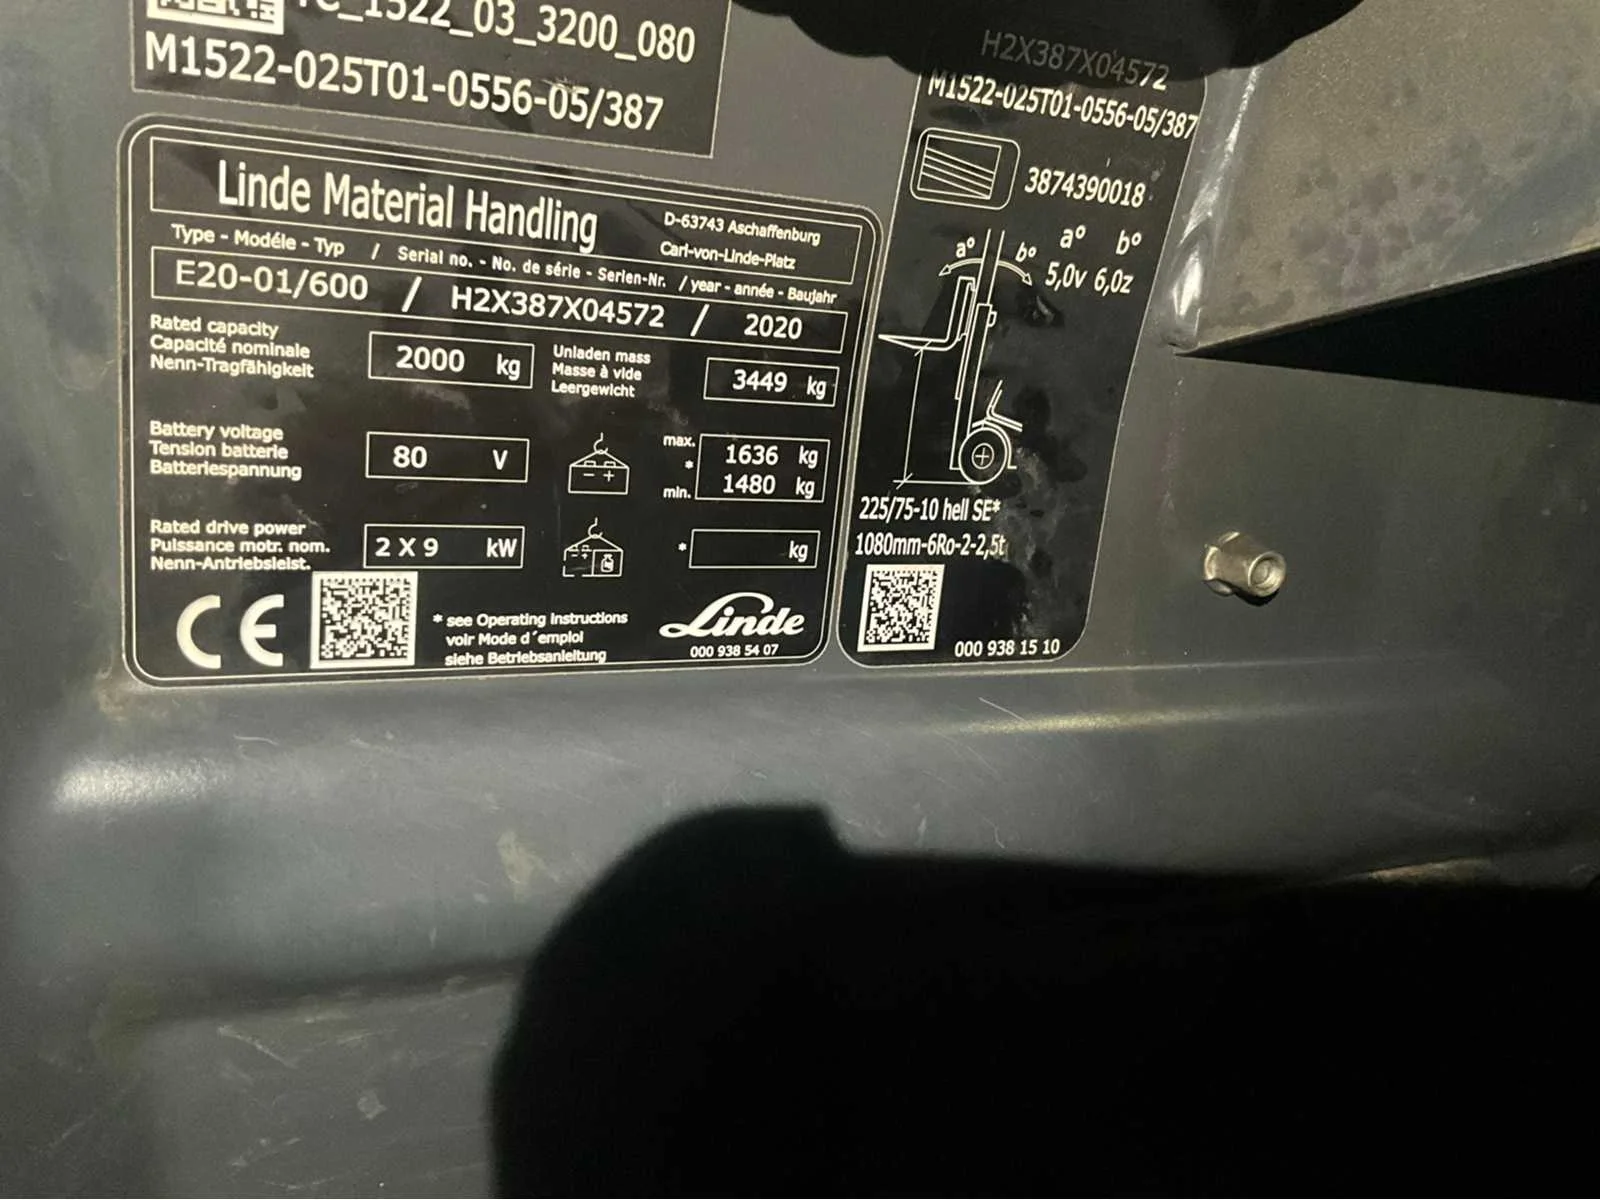 1522_03_3200_080
M1522-025T01-0556-05/387
Linde Material Handling
D-63743 Aschaffenburg
Carl-von-Linde-Platz
Type - Modéle - Typ / Serial no. - No. de série - Serien-Nr. / year - année - Baujahr
E20-01/600 / H2X387X04572 / 2020
Rated capacity
Capacité nominale
Nenn-Tragfähigkeit
2000 kg
Unladen mass
Masse à vide
Leergewicht
3449 kg
Battery voltage
Tension batterie
Batteriespannung
80 V
max. 1636 kg
*
min. 1480 kg
Rated drive power
Puissance motr. nom.
Nenn-Antriebsleist.
2 X 9 kW
* kg
CE
* see Operating instructions
voir Mode d´emploi
siehe Betriebsanleitung
Linde
000 938 54 07
H2X387X04572
M1522-025T01-0556-05/387
3874390018
a° b°
a° b°
5,0v 6,0z
225/75-10 hell SE*
1080mm-6Ro-2-2,5t
000 938 15 10